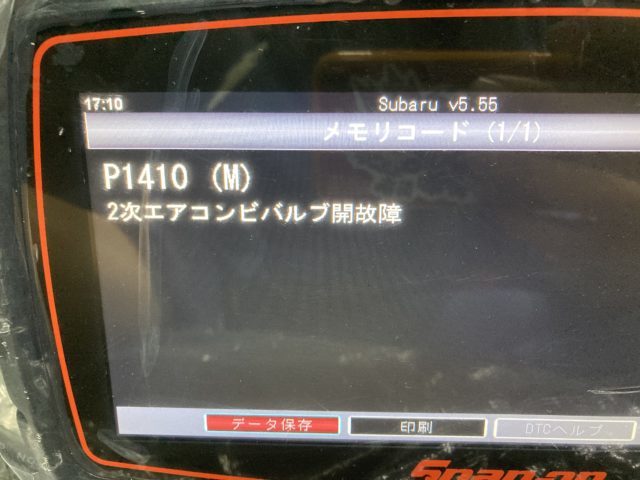 17:10 Subaru v5.55
メモリコード (1/1)
P1410 (M)
2次エアコンビバルブ開故障
データ保存 印刷 DTCヘルプ
Snap-on